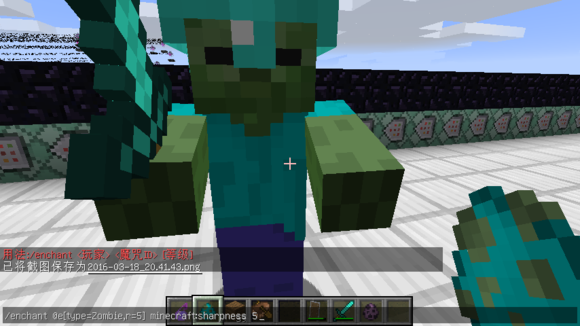 用法:/enchant <玩家> <魔咒 ID> [等级]
已将截图保存为2016-03-18_20.41.43.png
/enchant @e[type=Zombie,r=5] minecraft:sharpness 5_